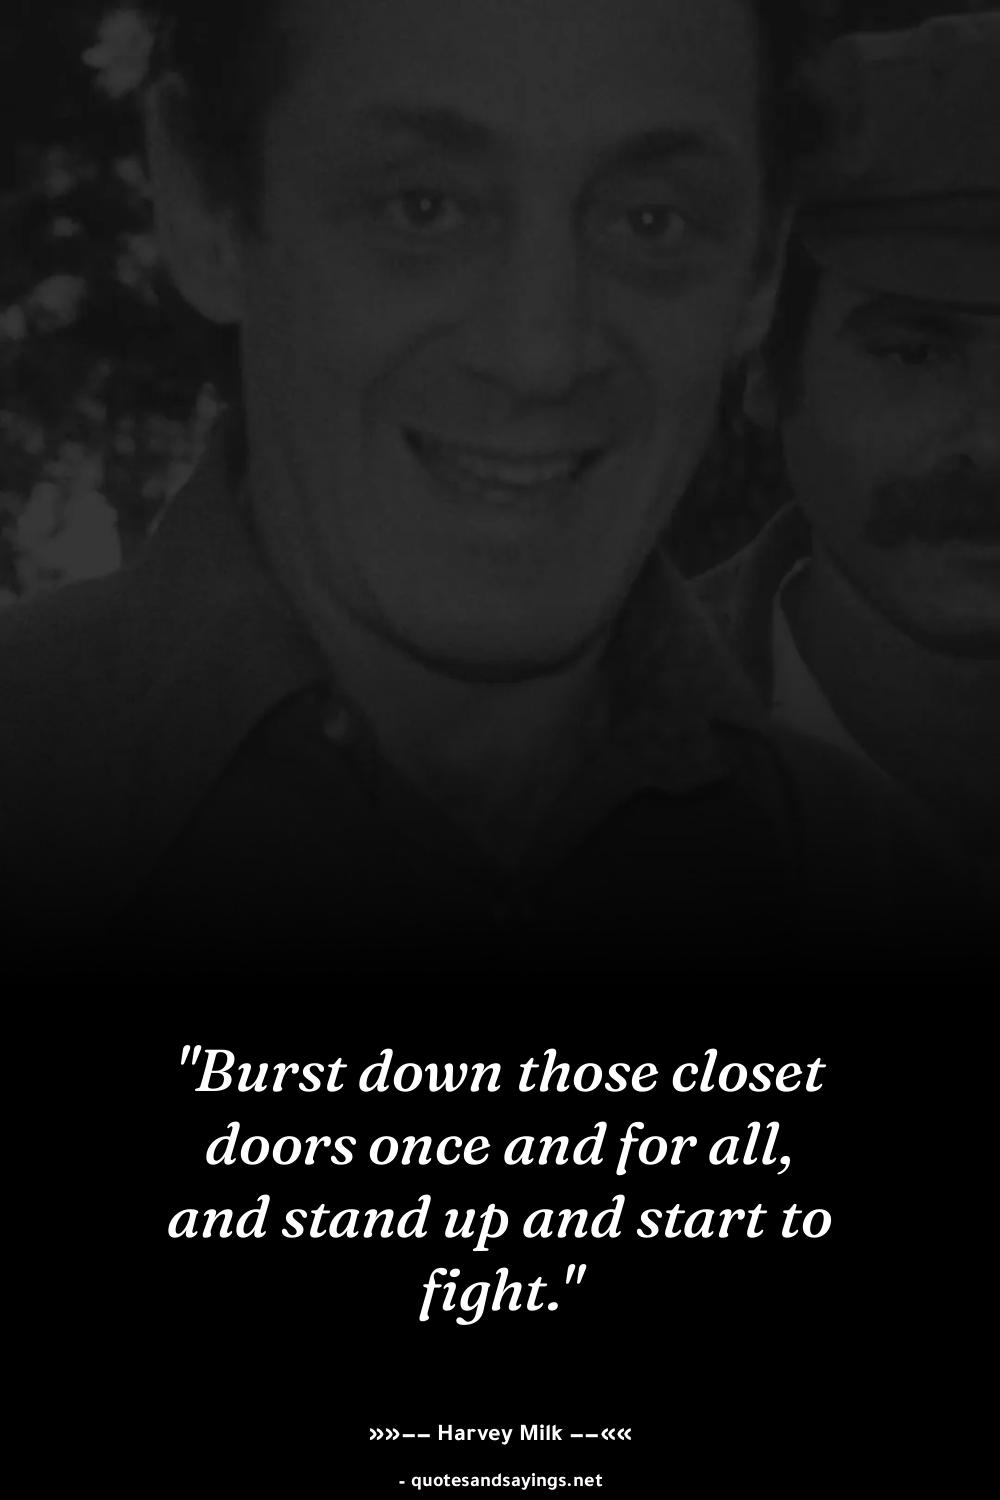 "Burst down those closet
doors once and for all,
and stand up and start to
fight."
»»–– Harvey Milk ––««
- quotesandsayings.net